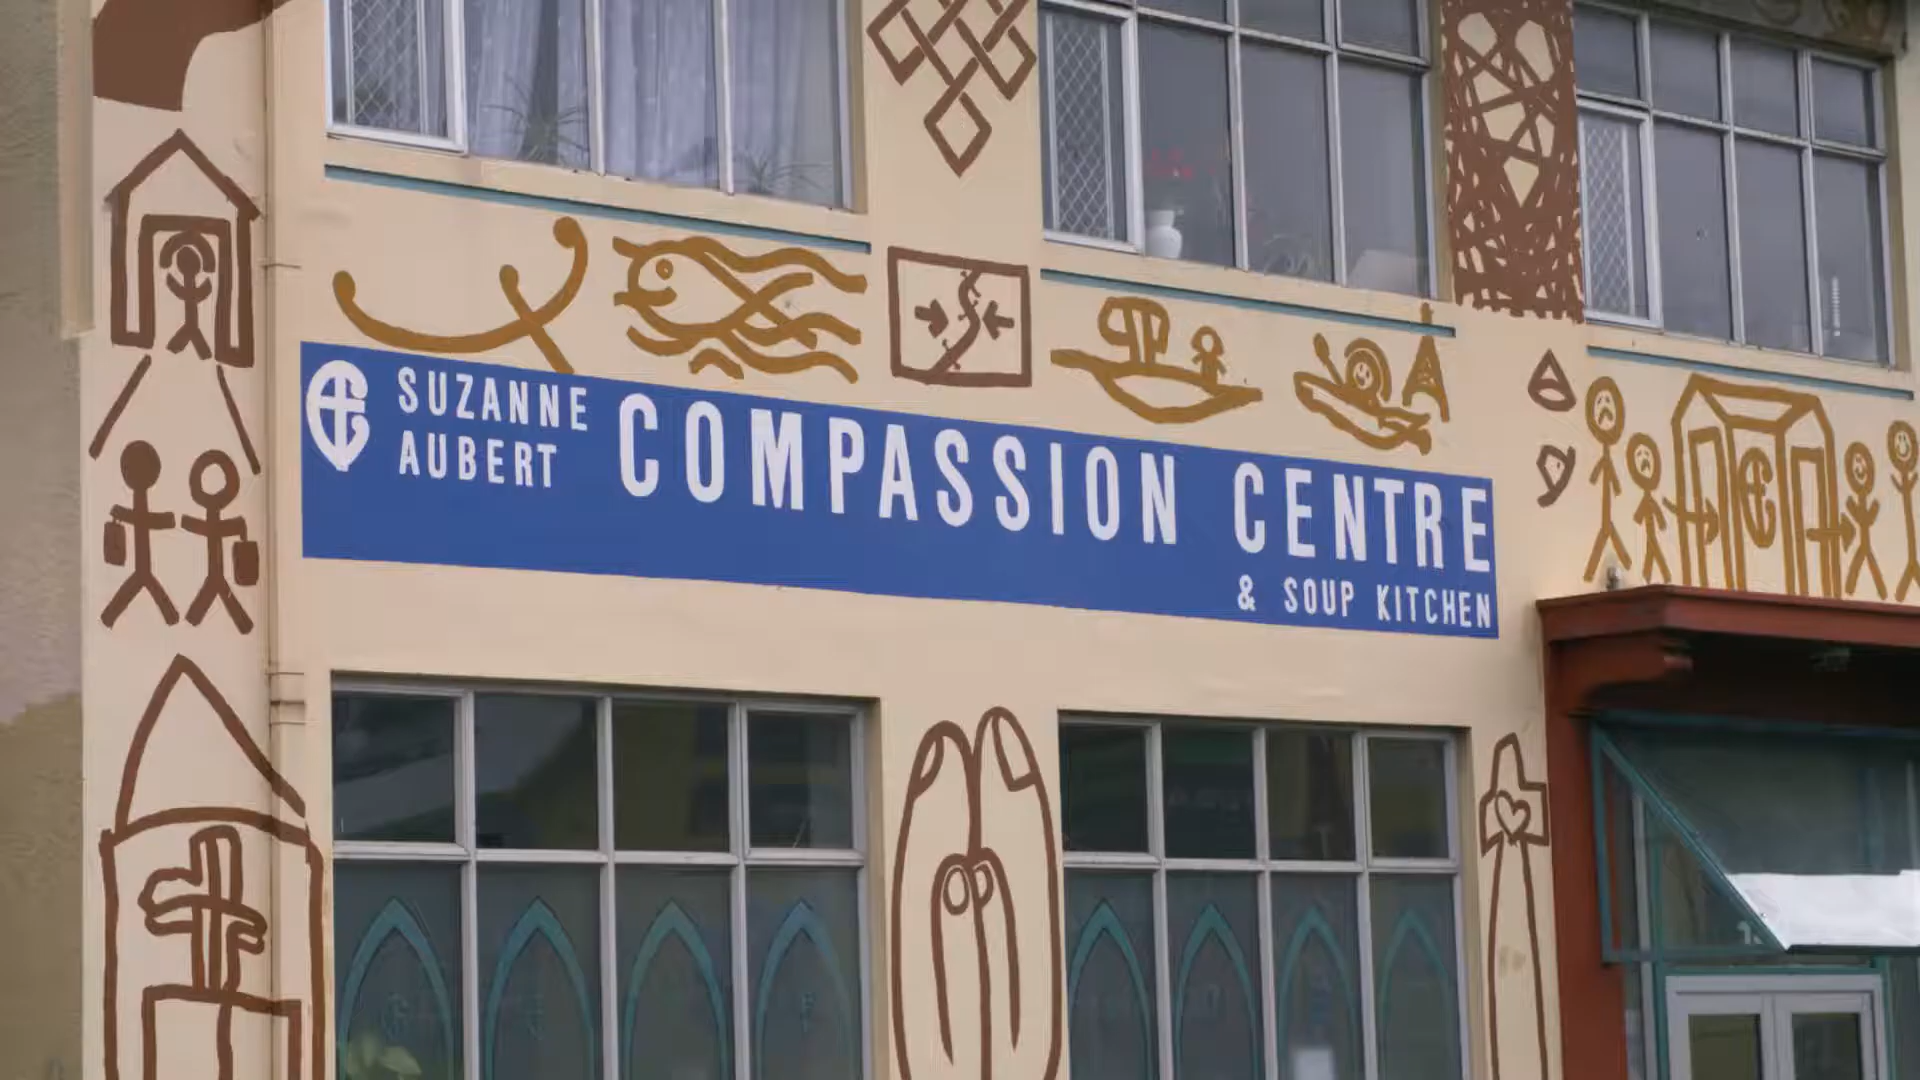 SUZANNE
AUBERT
COMPASSION CENTRE
& SOUP KITCHEN